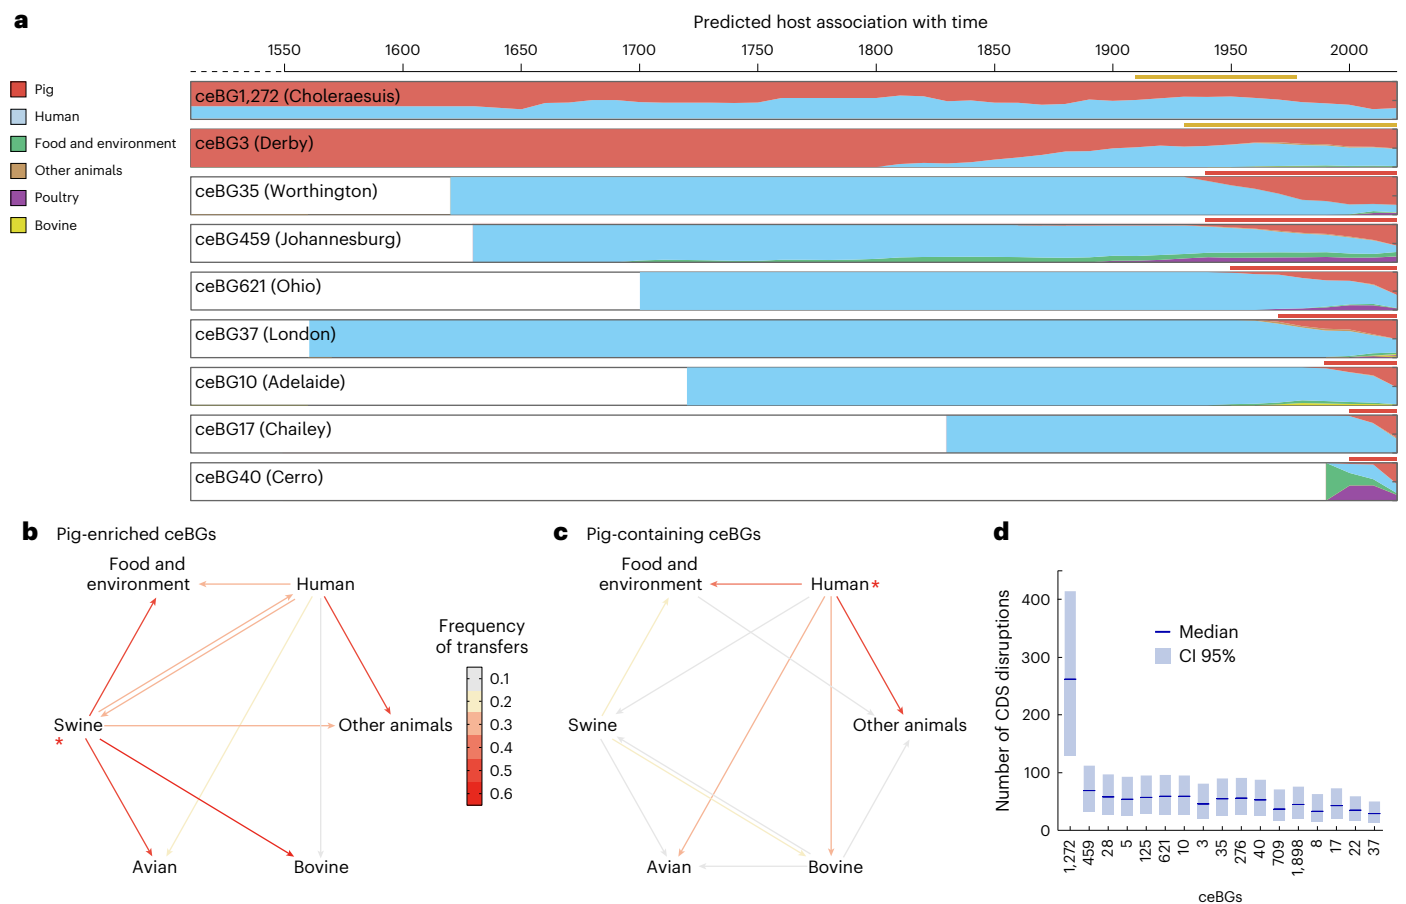 a
Predicted host association with time
1550 1600 1650 1700 1750 1800 1850 1900 1950 2000
Pig
Human
Food and environment
Other animals
Poultry
Bovine
ceBG1,272 (Choleraesuis)
ceBG3 (Derby)
ceBG35 (Worthington)
ceBG459 (Johannesburg)
ceBG621 (Ohio)
ceBG37 (London)
ceBG10 (Adelaide)
ceBG17 (Chailey)
ceBG40 (Cerro)
b Pig-enriched ceBGs
Food and
environment
Human
Swine
*
Other animals
Avian
Bovine
Frequency
of transfers
0.1
0.2
0.3
0.4
0.5
0.6
c Pig-containing ceBGs
Food and
environment
Human*
Swine
Other animals
Avian
Bovine
d
Number of CDS disruptions
400
300
200
100
0
Median
CI 95%
1,272 459 28 5 125 621 10 3 35 276 40 709 1,898 8 17 22 37
ceBGs